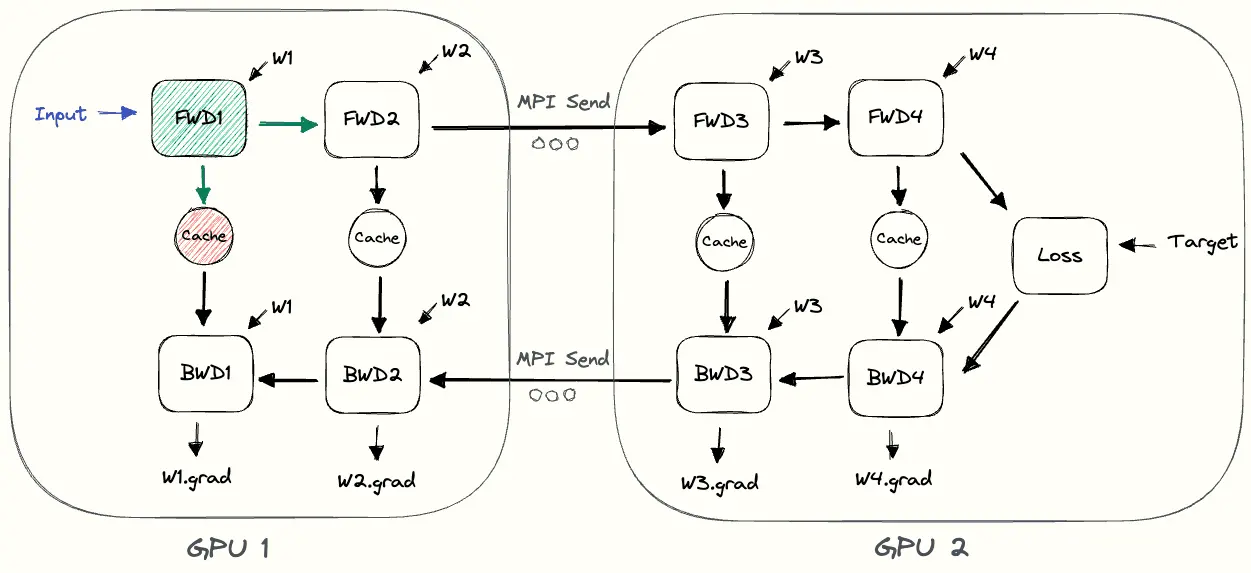 W1
W2
W3
W4
Input
FWD1
FWD2
MPI Send
FWD3
FWD4
Cache
Cache
Cache
Cache
Loss
Target
W1
W2
W3
W4
BWD1
BWD2
MPI Send
BWD3
BWD4
W1.grad
W2.grad
W3.grad
W4.grad
GPU 1
GPU 2